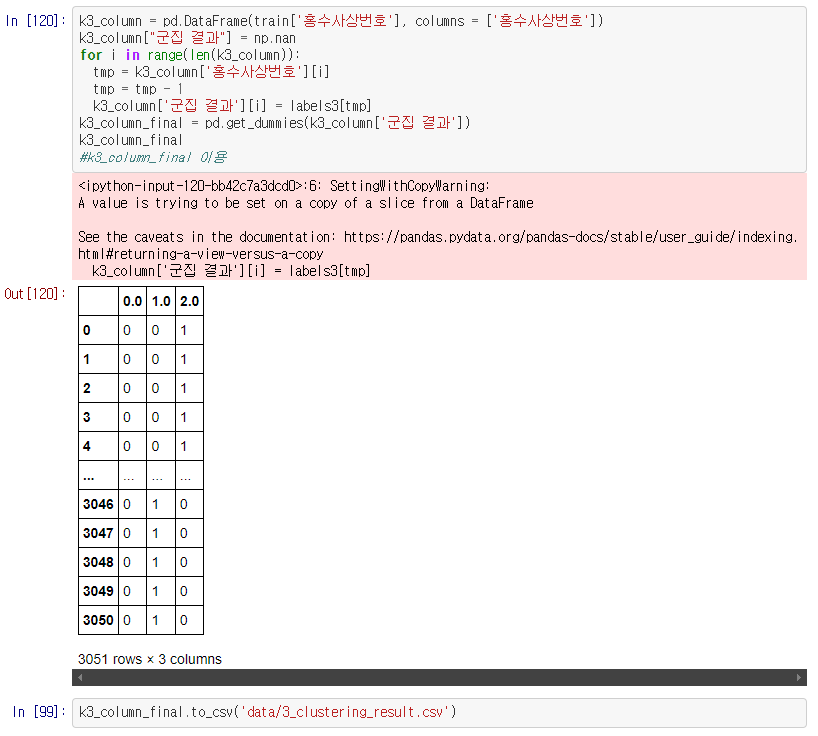 In [120]:
k3_column = pd.DataFrame(train['홍수사상번호'], columns = ['홍수사상번호'])
k3_column["군집 결과"] = np.nan
for i in range(len(k3_column)):
  tmp = k3_column['홍수사상번호'][i]
  tmp = tmp - 1
  k3_column['군집 결과'][i] = labels3[tmp]
k3_column_final = pd.get_dummies(k3_column['군집 결과'])
k3_column_final
#k3_column_final 이용
<ipython-input-120-bb42c7a3dcd0>:6: SettingWithCopyWarning:
A value is trying to be set on a copy of a slice from a DataFrame
See the caveats in the documentation: https://pandas.pydata.org/pandas-docs/stable/user_guide/indexing.
html#returning-a-view-versus-a-copy
  k3_column['군집 결과'][i] = labels3[tmp]
Out[120]:
0.0 1.0 2.0
0 0 0 1
1 0 0 1
2 0 0 1
3 0 0 1
4 0 0 1
... ... ... ...
3046 0 1 0
3047 0 1 0
3048 0 1 0
3049 0 1 0
3050 0 1 0
3051 rows × 3 columns
In [99]:
k3_column_final.to_csv('data/3_clustering_result.csv')